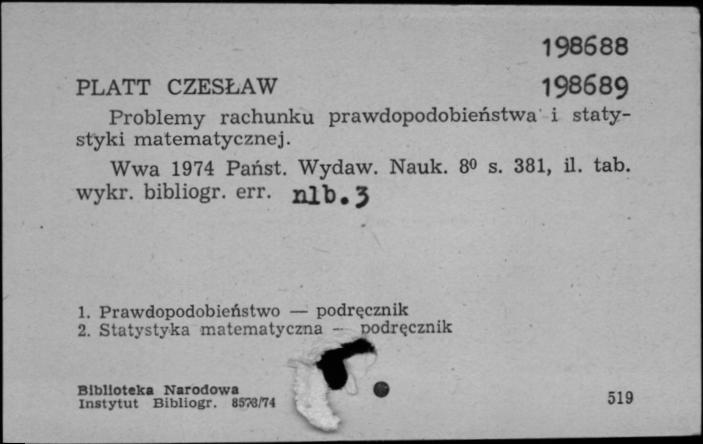 198688
PLATT CZESŁAW 198689
Problemy rachunku prawdopodobieństwa i staty-
styki matematycznej.
Wwa 1974 Państ. Wydaw. Nauk. 8⁰ s. 381, il. tab.
wykr. bibliogr. err. nlb. 3
1. Prawdopodobieństwo — podręcznik
2. Statystyka matematyczna — podręcznik
Biblioteka Narodowa
Instytut Bibliogr. 8576/74 519